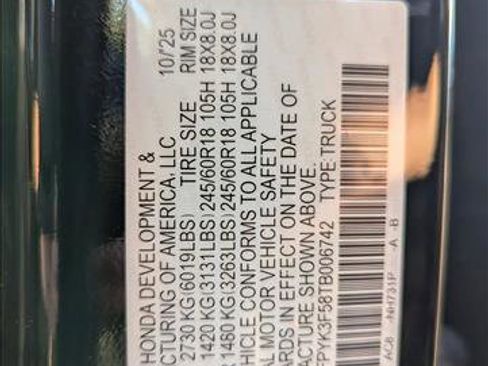 HONDA DEVELOPMENT &
CTURING OF AMERICA, LLC 10/'25
2730 KG(6019LBS) TIRE SIZE RIM SIZE
1420 KG(3131LBS)245/60R18 105H 18X8.0J
1480 KG(3263LBS)245/60R18 105H 18X8.0J
HICLE CONFORMS TO ALL APPLICABLE
AL MOTOR VEHICLE SAFETY
ARDS IN EFFECT ON THE DATE OF
ACTURE SHOWN ABOVE.
FPYK3F58TB006742 TYPE:TRUCK
NH731P -A -B